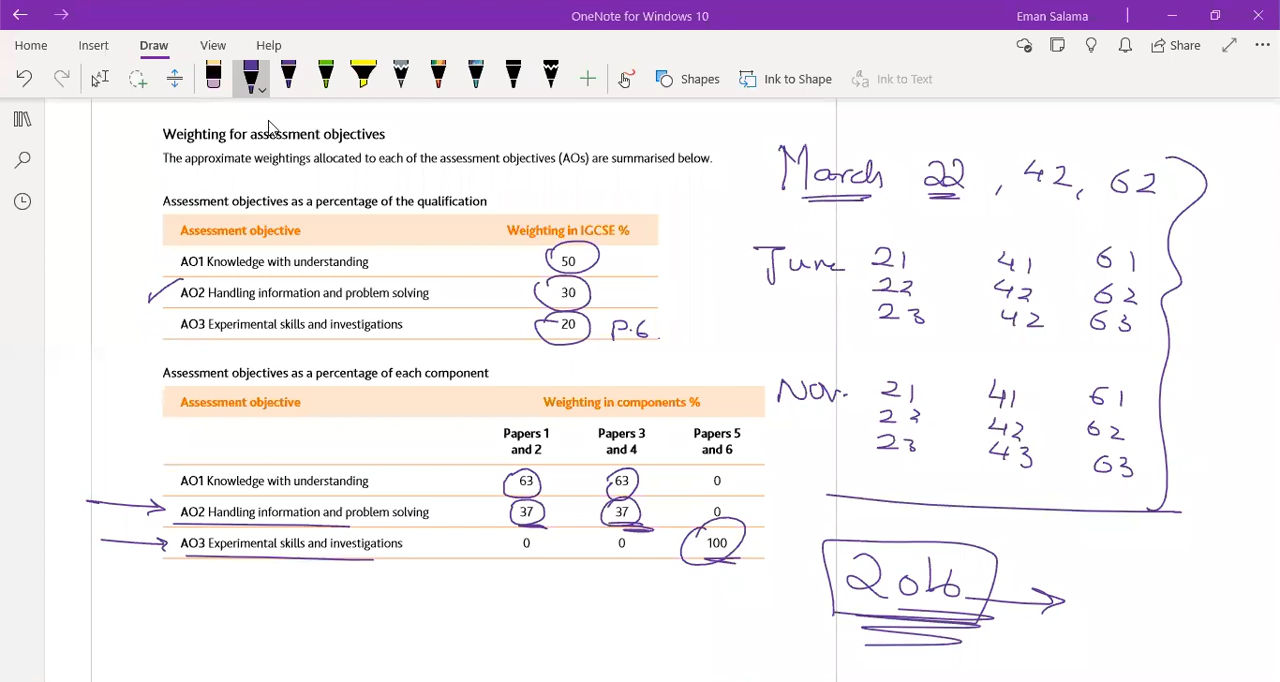 OneNote for Windows 10
Eman Salama
Home Insert Draw View Help
Share
Shapes
Ink to Shape
Ink to Text
Weighting for assessment objectives
The approximate weightings allocated to each of the assessment objectives (AOs) are summarised below.
Assessment objectives as a percentage of the qualification
Assessment objective Weighting in IGCSE %
AO1 Knowledge with understanding 50
AO2 Handling information and problem solving 30
AO3 Experimental skills and investigations 20 P.6
Assessment objectives as a percentage of each component
Assessment objective Weighting in components %
Papers 1 and 2
Papers 3 and 4
Papers 5 and 6
AO1 Knowledge with understanding 63 63 0
AO2 Handling information and problem solving 37 37 0
AO3 Experimental skills and investigations 0 0 100
March 22, 42, 62
June 21 41 61
22 42 62
23 42 63
Nov. 21 41 61
22 42 62
23 43 63
2016